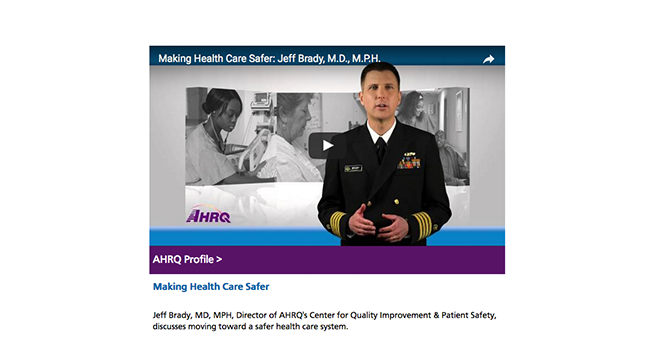 Making Health Care Safer: Jeff Brady, M.D., M.P.H.
AHRQ
AHRQ Profile >
Making Health Care Safer
Jeff Brady, MD, MPH, Director of AHRQ's Center for Quality Improvement & Patient Safety,
discusses moving toward a safer health care system.